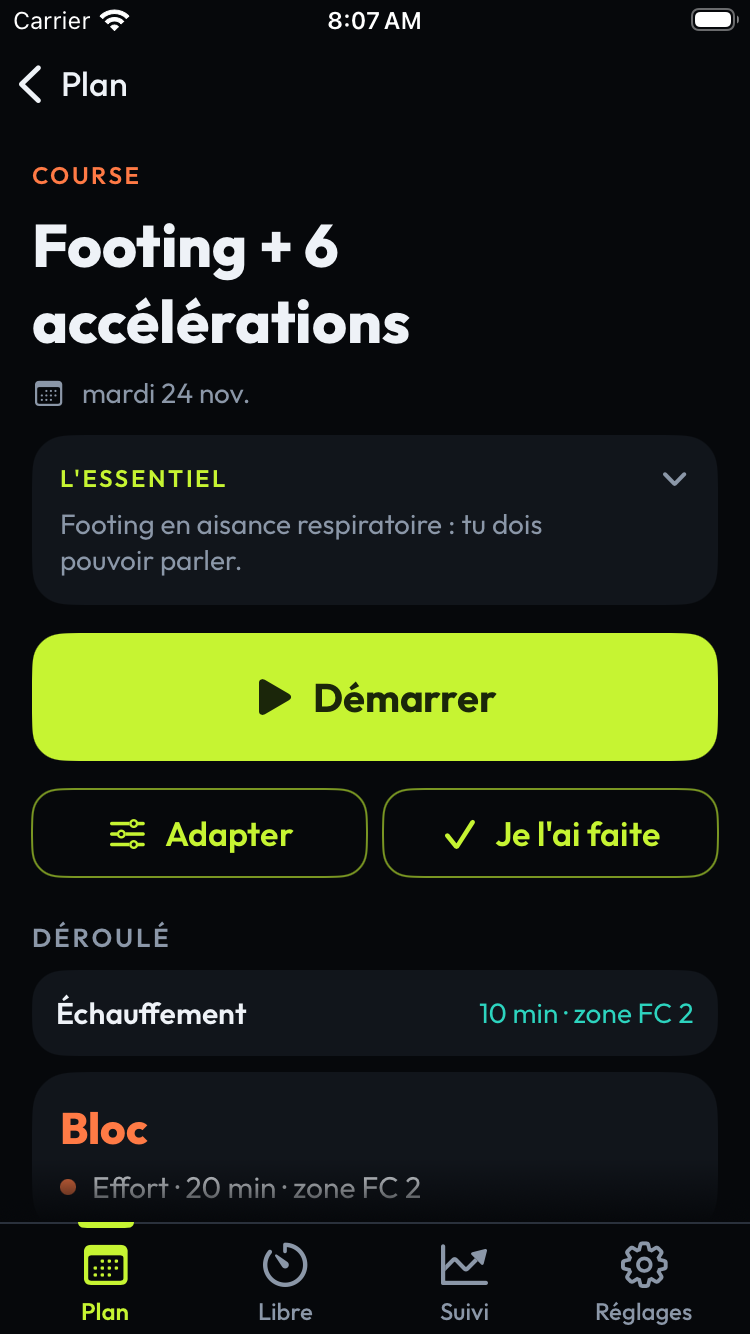 Carrier 8:07 AM
Plan
COURSE
Footing + 6
accélérations
mardi 24 nov.
L'ESSENTIEL
Footing en aisance respiratoire : tu dois
pouvoir parler.
Démarrer
Adapter Je l'ai faite
DÉROULÉ
Échauffement 10 min · zone FC 2
Bloc
Effort · 20 min · zone FC 2
Plan Libre Suivi Réglages